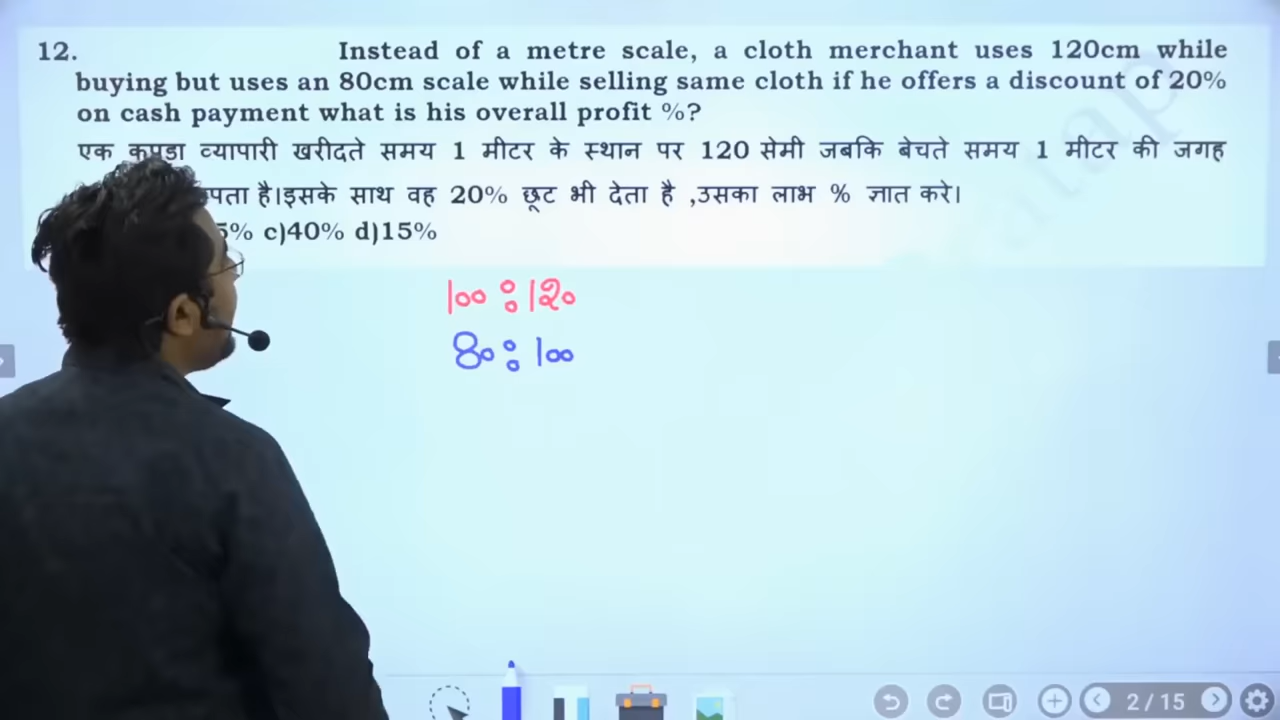 12. Instead of a metre scale, a cloth merchant uses 120cm while
buying but uses an 80cm scale while selling same cloth if he offers a discount of 20%
on cash payment what is his overall profit %?
एक कपड़ा व्यापारी खरीदते समय 1 मीटर के स्थान पर 120 सेमी जबकि बेचते समय 1 मीटर की जगह
है।इसके साथ वह 20% छूट भी देता है ,उसका लाभ % ज्ञात करे।
5% c)40% d)15%
100 : 120
80 : 100
2 / 15